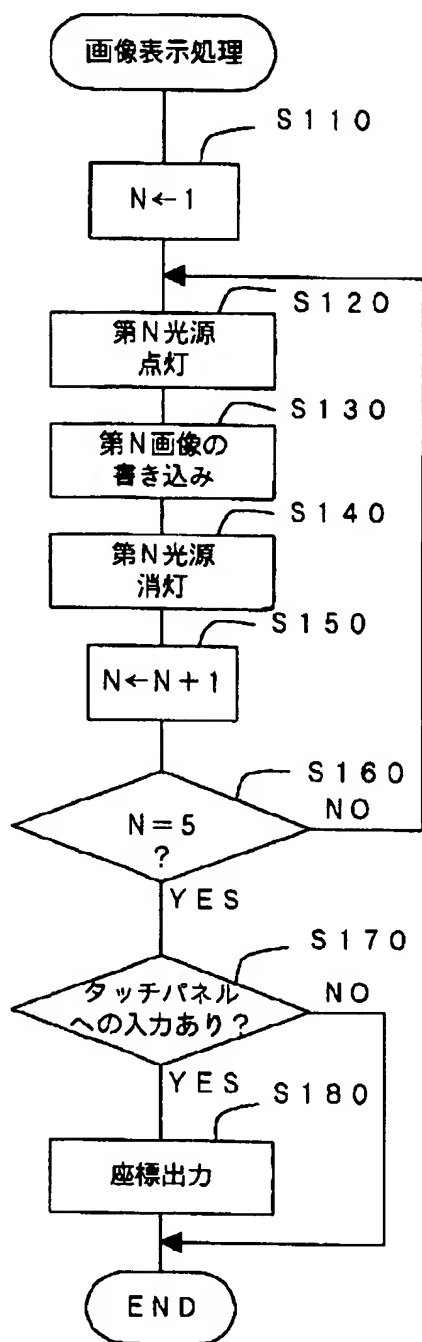 画像表示処理
S110
N←1
S120
第N光源
点灯
S130
第N画像の
書き込み
S140
第N光源
消灯
S150
N←N+1
S160
N=5
?
NO
YES
S170
タッチパネル
への入力あり?
NO
YES
S180
座標出力
END